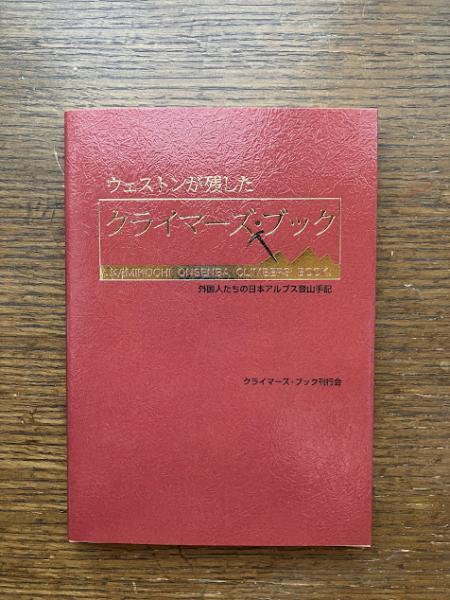 ウェストンが残した
クライマーズ・ブック
KAMIKOCHI ONSENBA CLIMBERS' BOOK
外国人たちの日本アルプス登山手記
クライマーズ・ブック刊行会